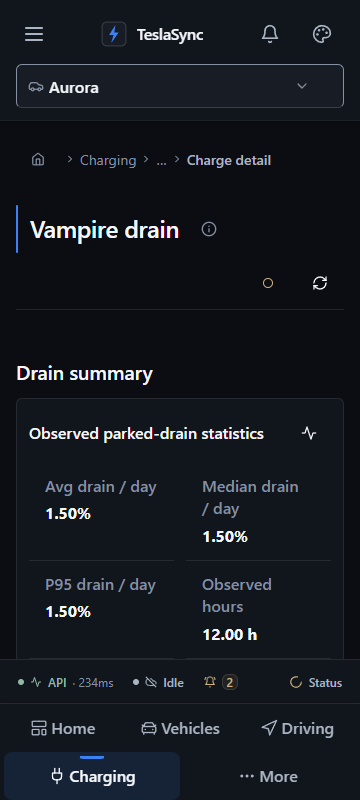 TeslaSync
Aurora
Charging > ... > Charge detail
Vampire drain
Drain summary
Observed parked-drain statistics
Avg drain / day
1.50%
Median drain
/ day
1.50%
P95 drain / day
1.50%
Observed
hours
12.00 h
API · 234ms
Idle
2
Status
Home
Vehicles
Driving
Charging
More